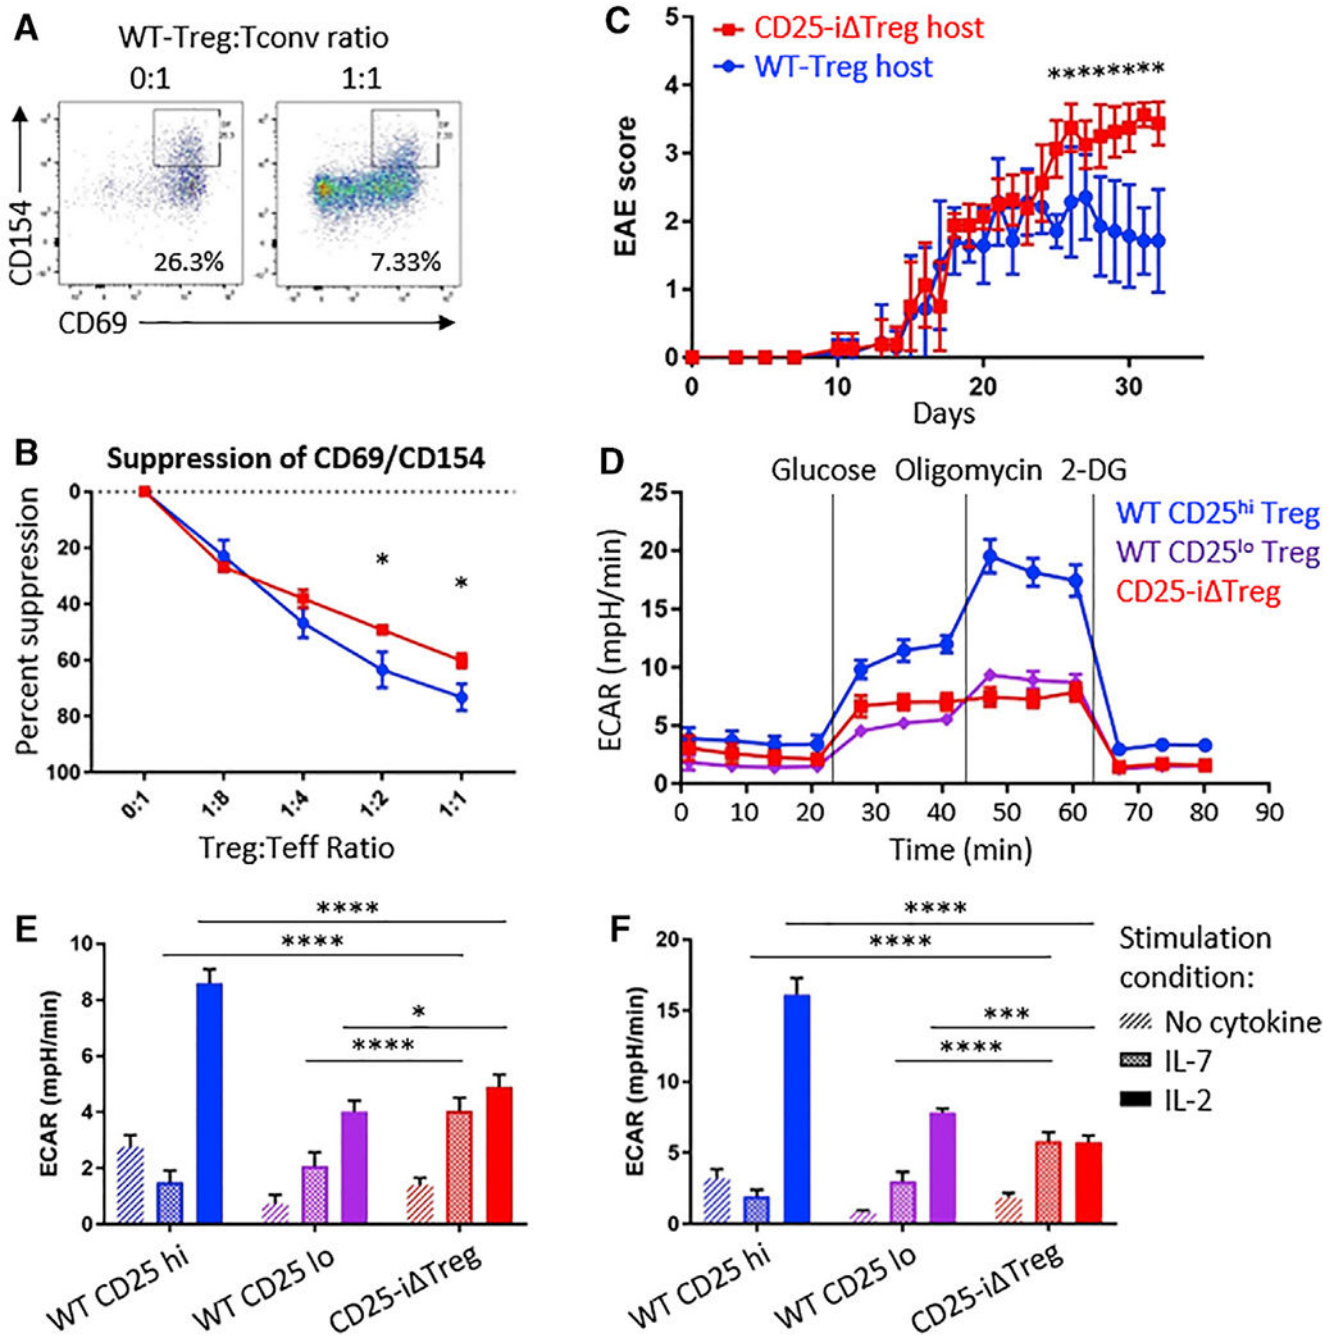 A
WT-Treg:Tconv ratio
0:1 1:1
CD154
26.3% 7.33%
CD69
B
Suppression of CD69/CD154
Percent suppression
0
20
40
60
80
100
0:1 1:8 1:4 1:2 1:1
* *
Treg:Teff Ratio
C
CD25-iΔTreg host
WT-Treg host
********
EAE score
5
4
3
2
1
0
0 10 20 30
Days
D
Glucose Oligomycin 2-DG
WT CD25hi Treg
WT CD25lo Treg
CD25-iΔTreg
ECAR (mpH/min)
25
20
15
10
5
0
0 10 20 30 40 50 60 70 80 90
Time (min)
E
****
****
*
****
ECAR (mpH/min)
10
8
6
4
2
0
WT CD25 hi WT CD25 lo CD25-iΔTreg
F
****
****
***
****
ECAR (mpH/min)
20
15
10
5
0
WT CD25 hi WT CD25 lo CD25-iΔTreg
Stimulation
condition:
No cytokine
IL-7
IL-2